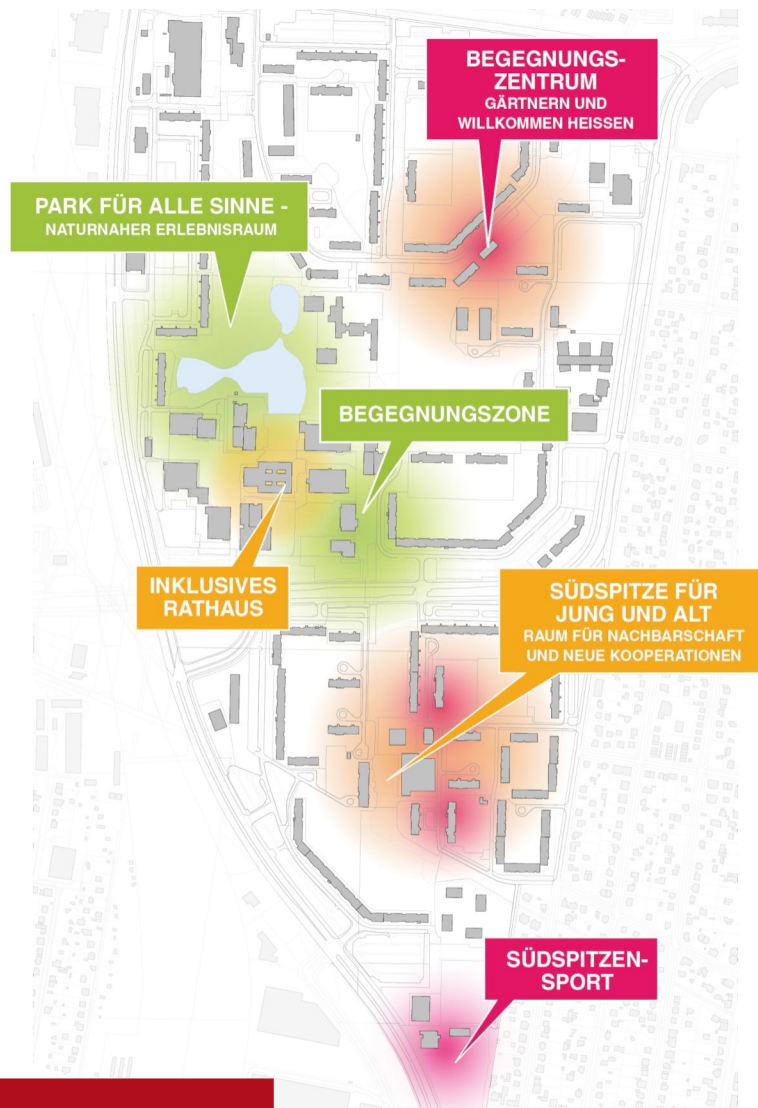 BEGEGNUNGS-
ZENTRUM
GÄRTNERN UND
WILLKOMMEN HEISSEN
PARK FÜR ALLE SINNE -
NATURNAHER ERLEBNISRAUM
BEGEGNUNGSZONE
INKLUSIVES
RATHAUS
SÜDSPITZE FÜR
JUNG UND ALT
RAUM FÜR NACHBARSCHAFT
UND NEUE KOOPERATIONEN
SÜDSPITZEN-
SPORT